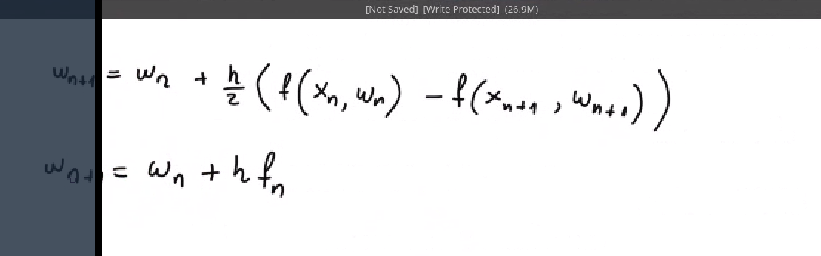 [Not Saved] [Write Protected] (26.9M)
w_{n+1} = w_n + \frac{h}{2} ( f(x_n, w_n) - f(x_{n+1}, w_{n+1}) )
w_{n+1} = w_n + h f_n